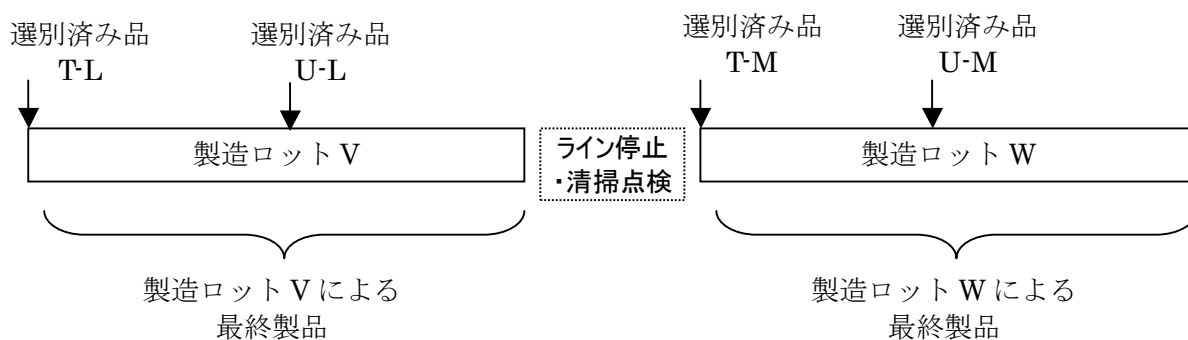 選別済み品
T-L
選別済み品
U-L
選別済み品
T-M
選別済み品
U-M
製造ロット V
ライン停止
・清掃点検
製造ロット W
製造ロット V による
最終製品
製造ロット W による
最終製品